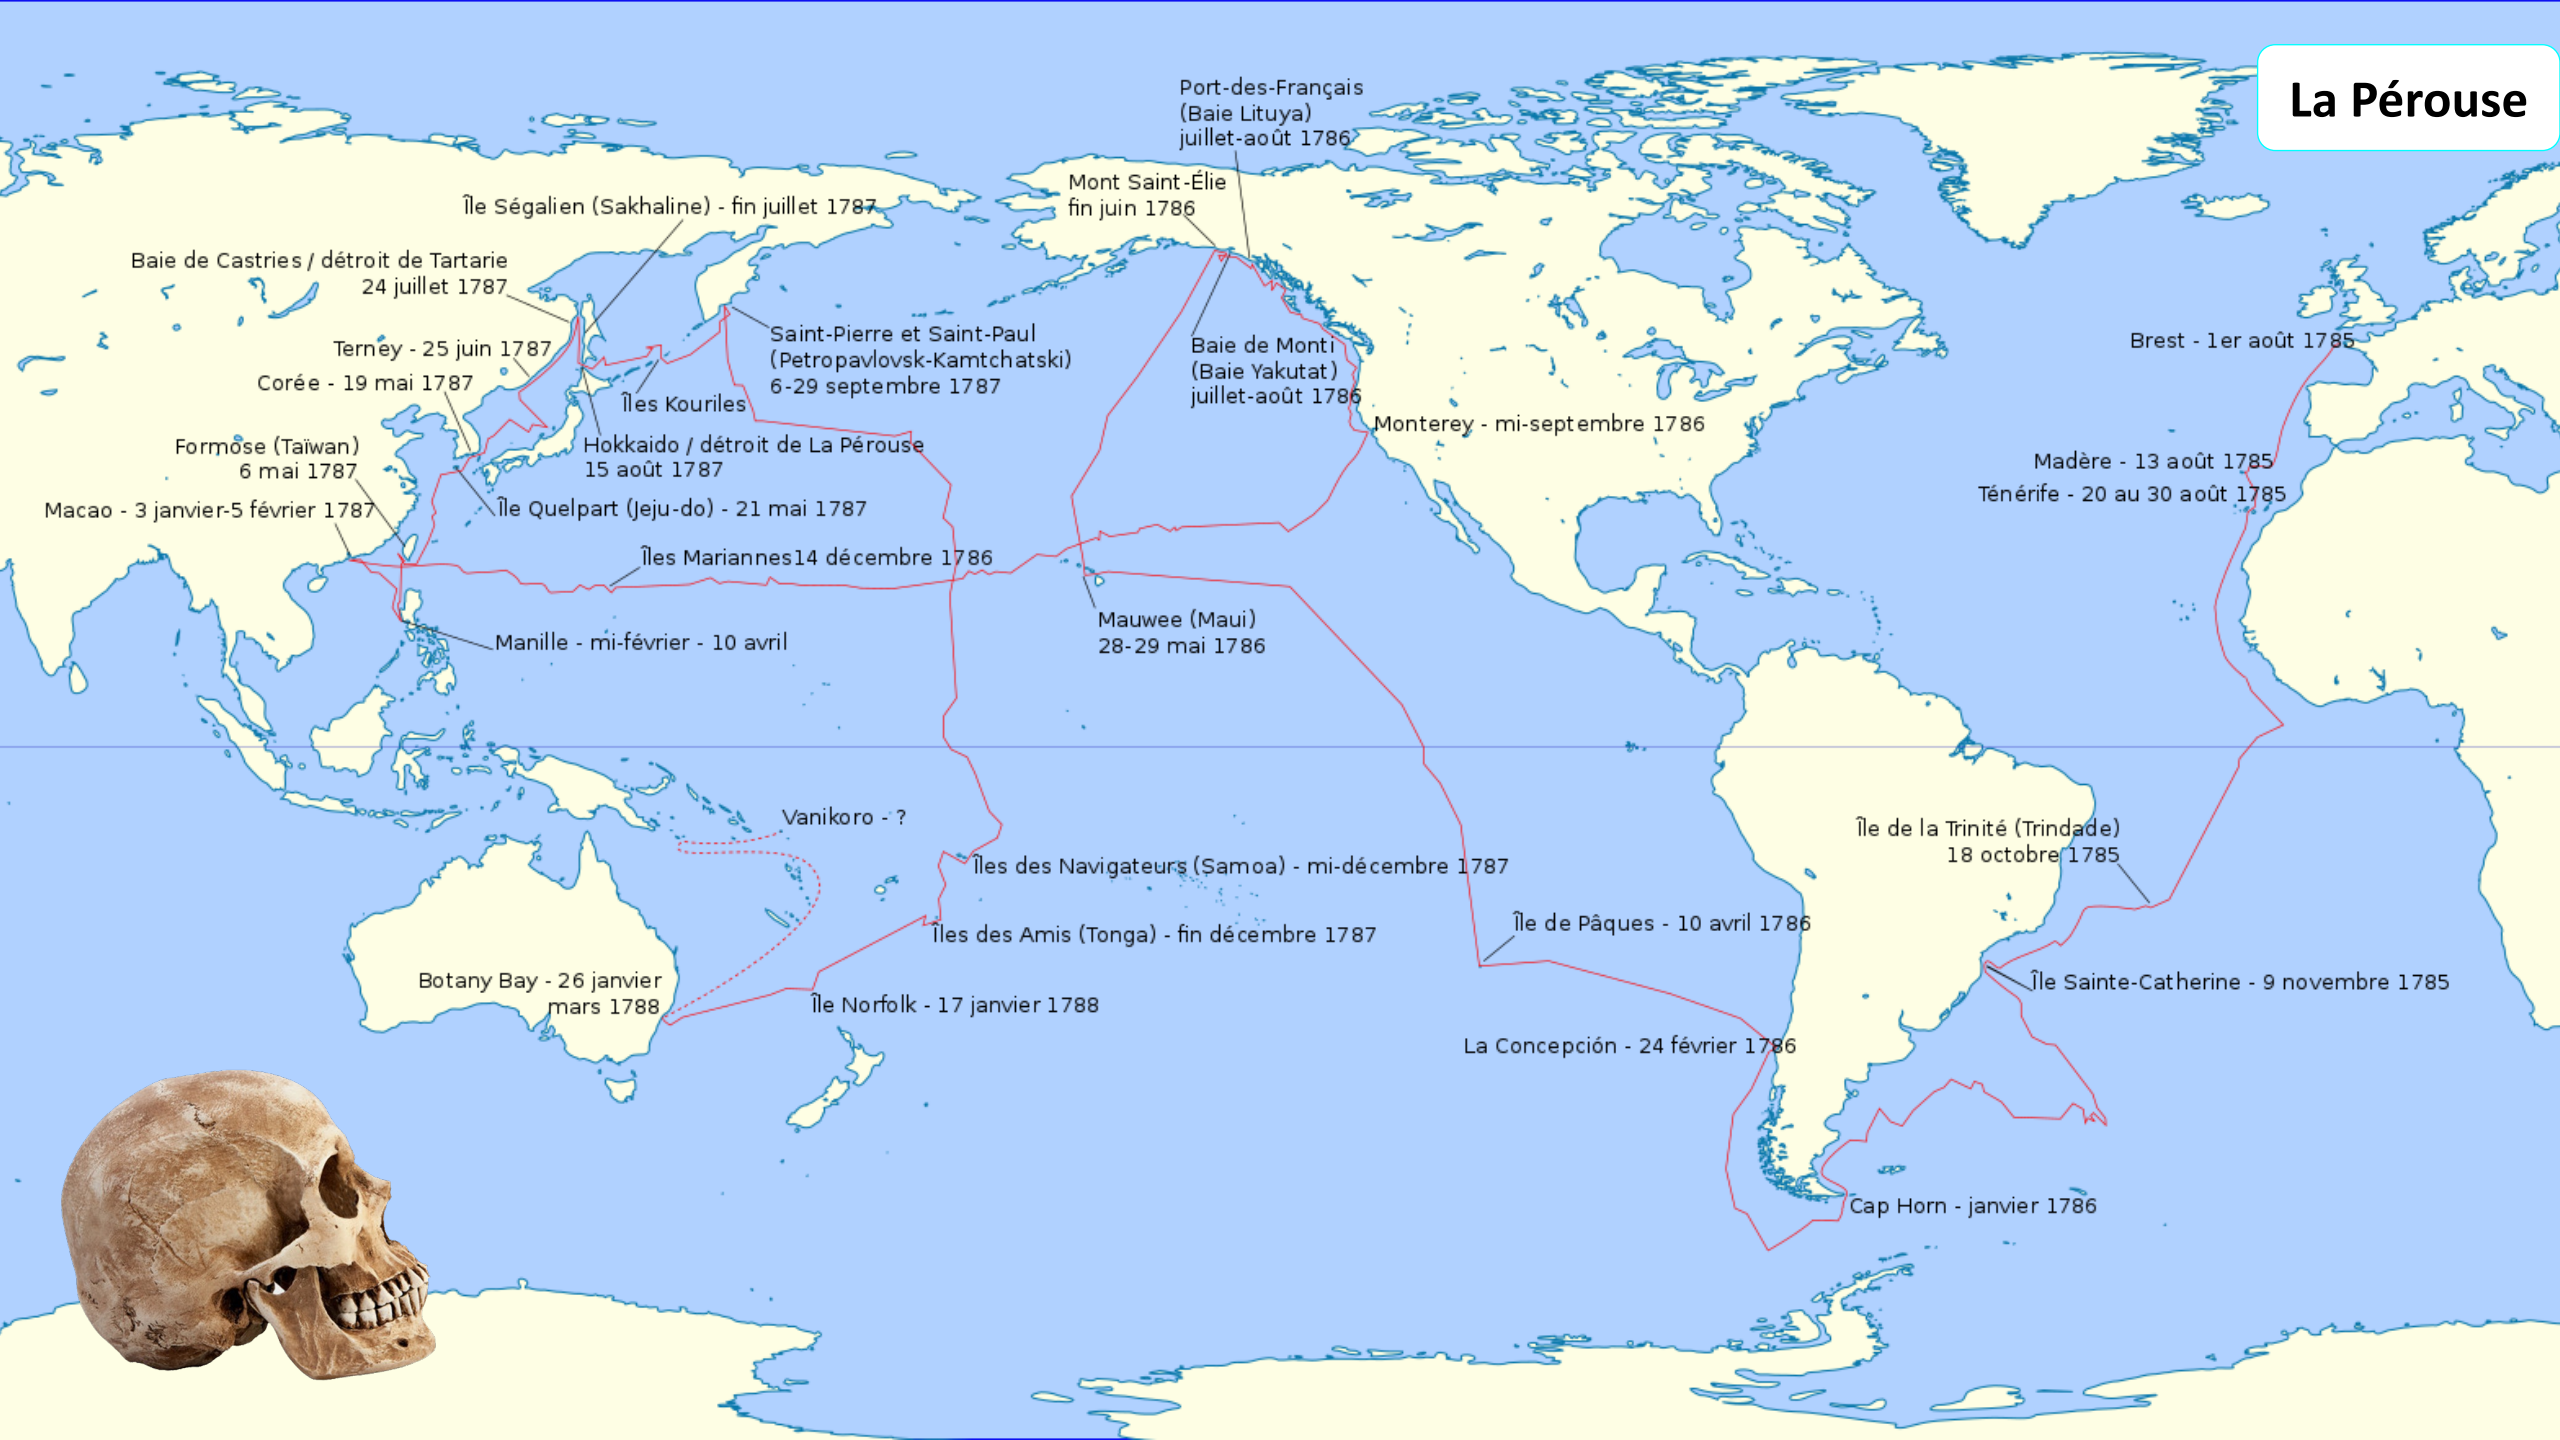 La Pérouse
Port-des-Français
(Baie Lituya)
juillet-août 1786
Mont Saint-Élie
fin juin 1786
Île Ségalien (Sakhaline) - fin juillet 1787
Baie de Castries / détroit de Tartarie
24 juillet 1787
Saint-Pierre et Saint-Paul
(Petropavlovsk-Kamtchatski)
6-29 septembre 1787
Terney - 25 juin 1787
Corée - 19 mai 1787
Îles Kouriles
Baie de Monti
(Baie Yakutat)
juillet-août 1786
Brest - 1er août 1785
Monterey - mi-septembre 1786
Formose (Taïwan)
6 mai 1787
Hokkaido / détroit de La Pérouse
15 août 1787
Madère - 13 août 1785
Ténérife - 20 au 30 août 1785
Macao - 3 janvier-5 février 1787
Île Quelpart (Jeju-do) - 21 mai 1787
Îles Mariannes14 décembre 1786
Mauwee (Maui)
28-29 mai 1786
Manille - mi-février - 10 avril
Vanikoro - ?
Île de la Trinité (Trindade)
18 octobre 1785
Îles des Navigateurs (Samoa) - mi-décembre 1787
Île de Pâques - 10 avril 1786
Îles des Amis (Tonga) - fin décembre 1787
Botany Bay - 26 janvier
mars 1788
Île Sainte-Catherine - 9 novembre 1785
Île Norfolk - 17 janvier 1788
La Concepción - 24 février 1786
Cap Horn - janvier 1786